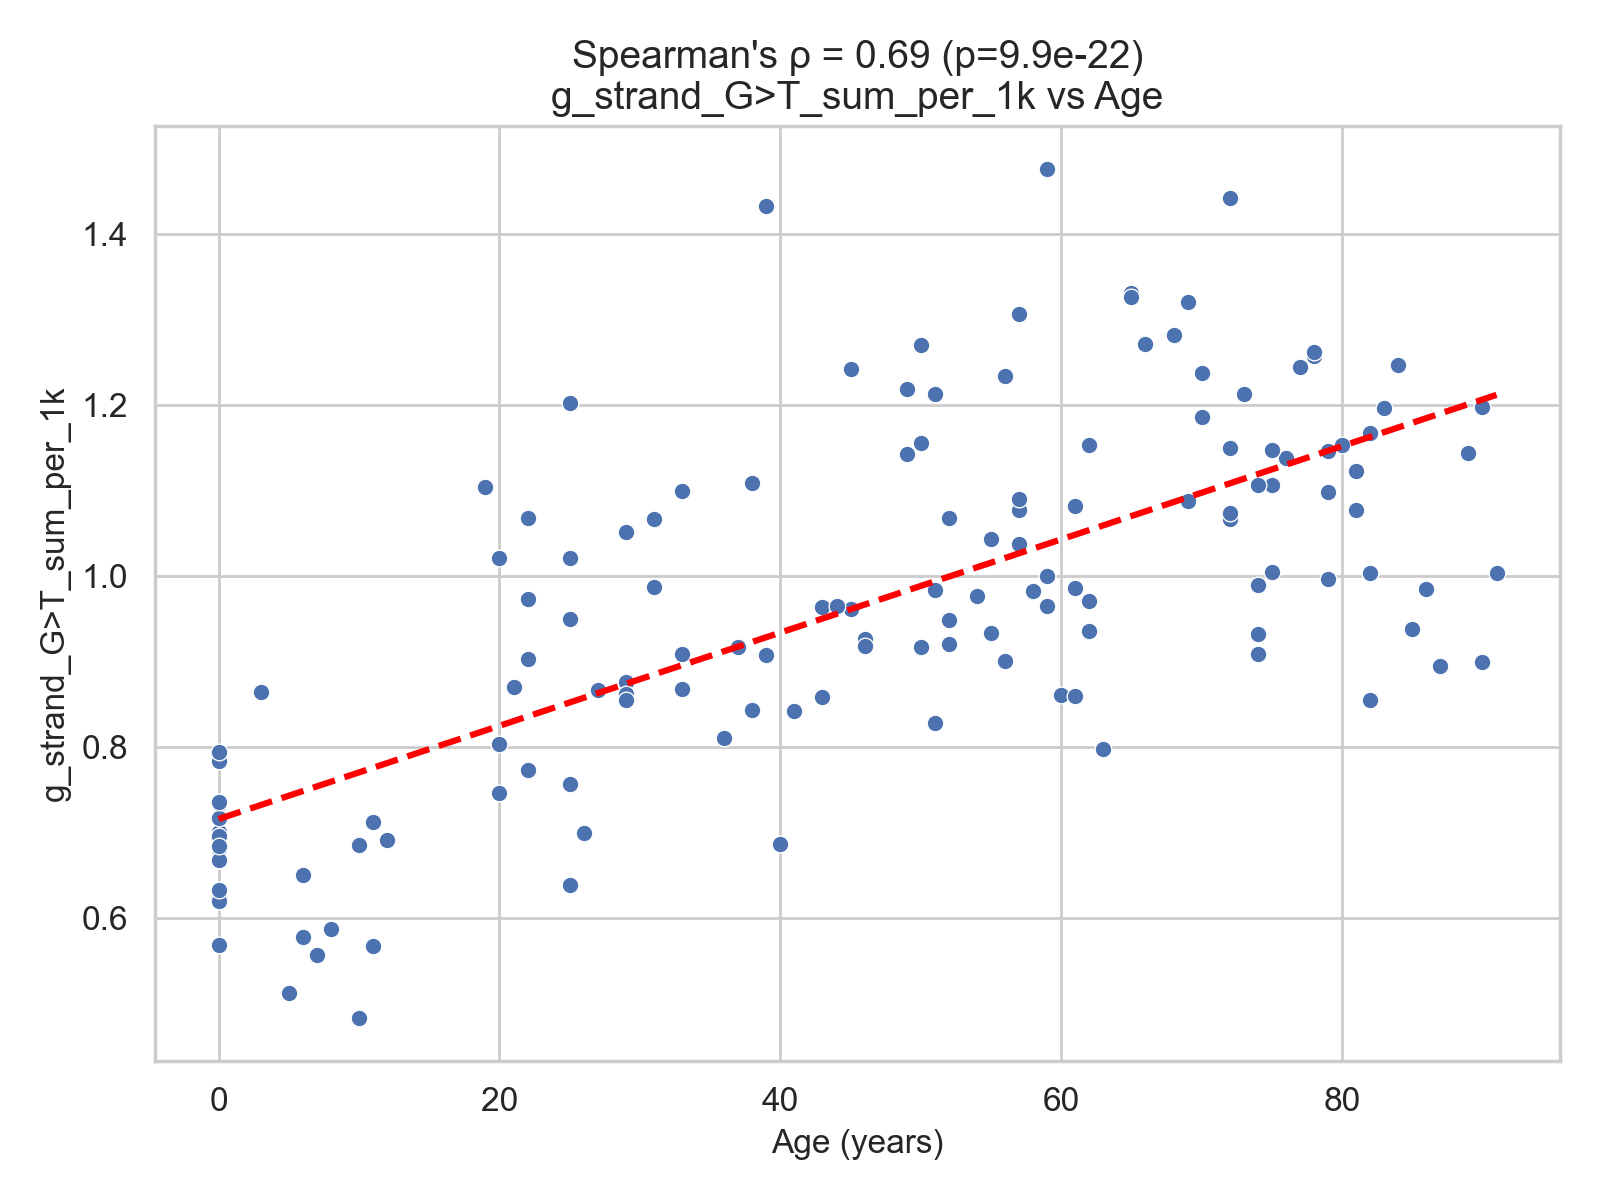 Spearman's ρ = 0.69 (p=9.9e-22)
g_strand_G>T_sum_per_1k vs Age
g_strand_G>T_sum_per_1k
1.4
1.2
1.0
0.8
0.6
0 20 40 60 80
Age (years)